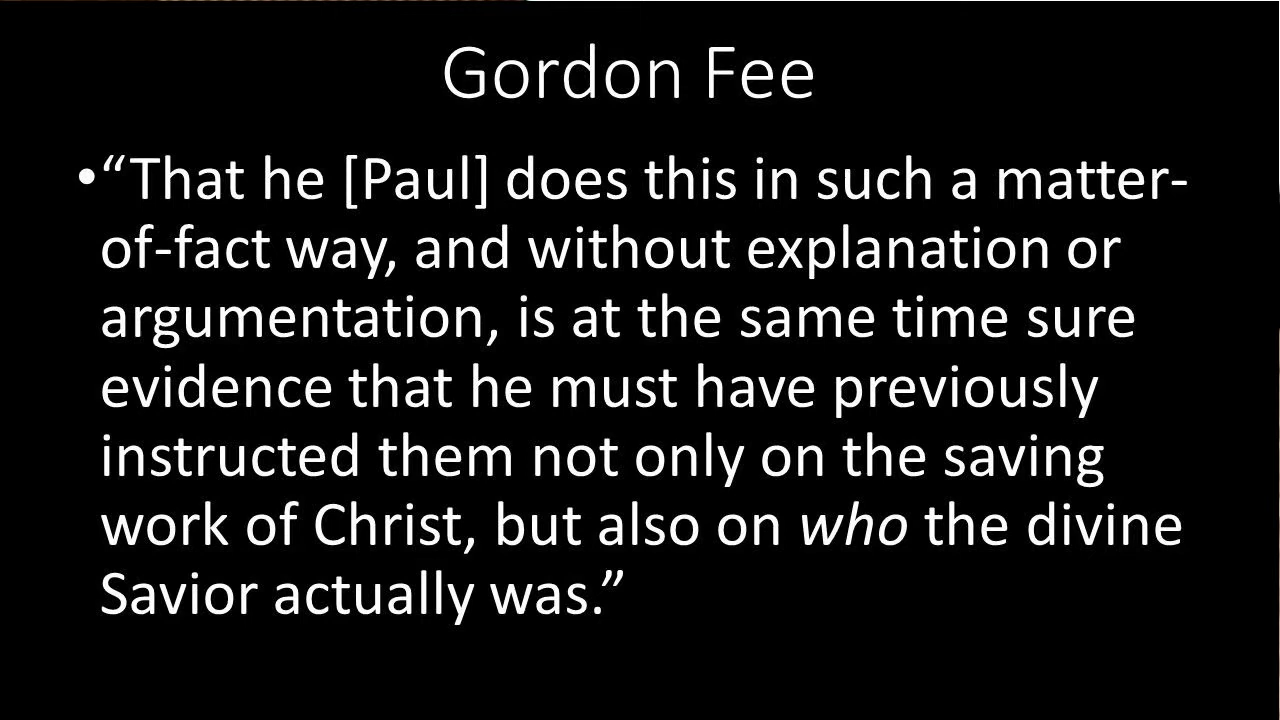 Gordon Fee
•“That he [Paul] does this in such a matter-
of-fact way, and without explanation or
argumentation, is at the same time sure
evidence that he must have previously
instructed them not only on the saving
work of Christ, but also on who the divine
Savior actually was.”